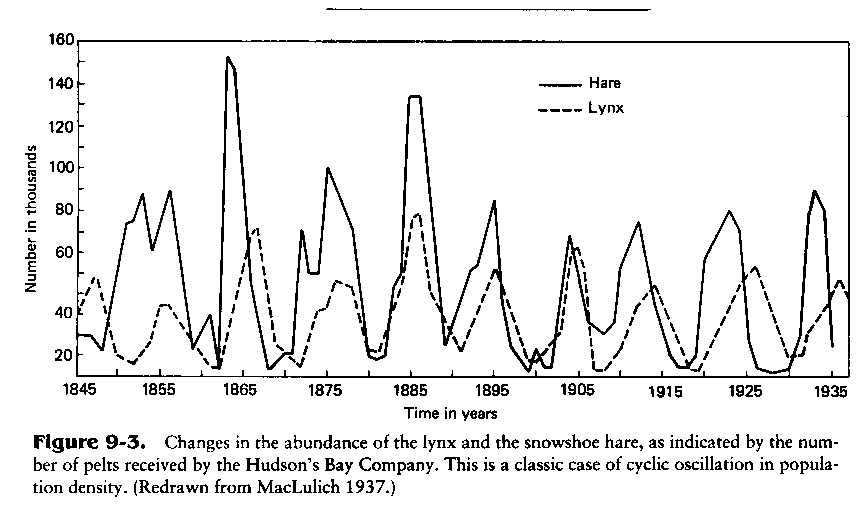 160
140
120
100
80
60
40
20
Number in thousands
Hare
Lynx
1845 1855 1865 1875 1885 1895 1905 1915 1925 1935
Time in years
Figure 9-3. Changes in the abundance of the lynx and the snowshoe hare, as indicated by the num-
ber of pelts received by the Hudson's Bay Company. This is a classic case of cyclic oscillation in popula-
tion density. (Redrawn from MacLulich 1937.)